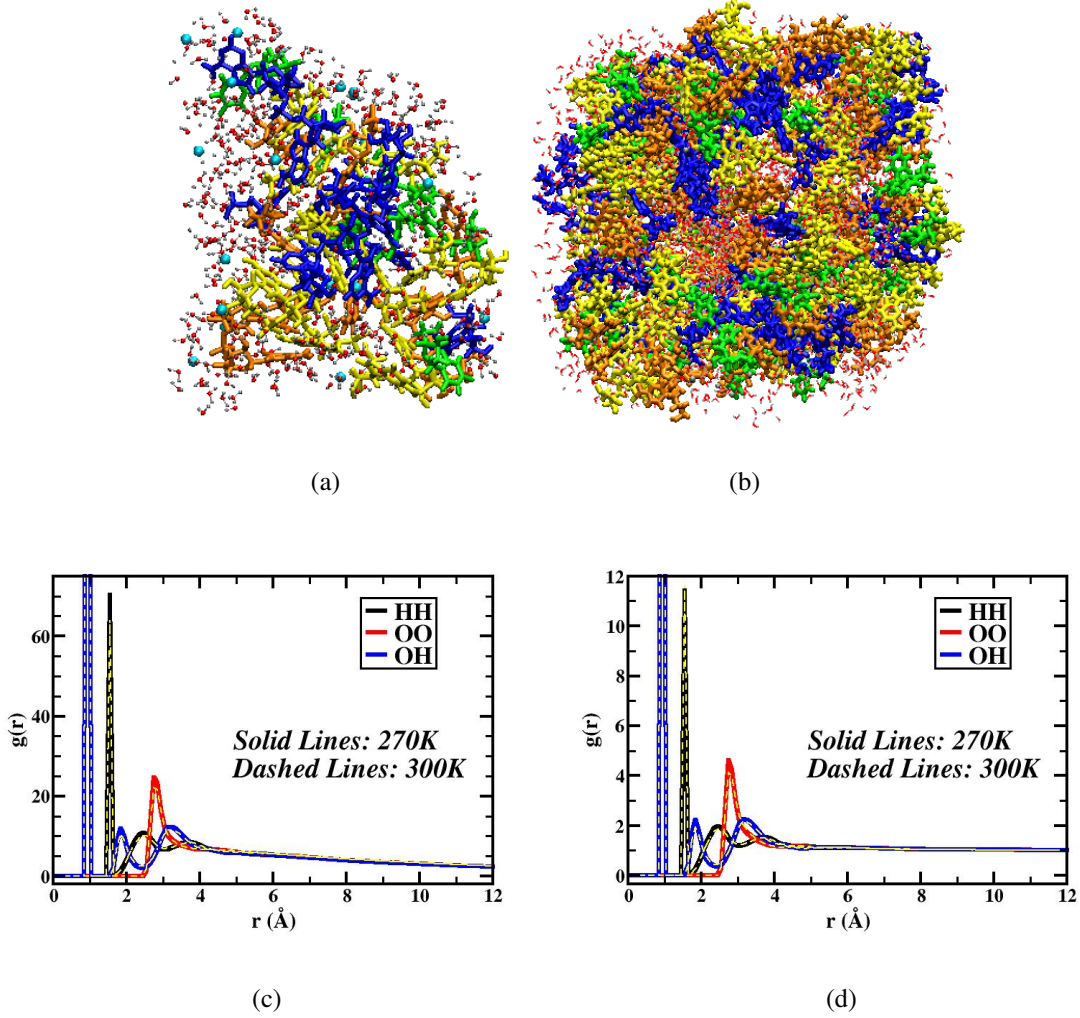 (a)
(b)
60
40
20
0
g(r)
HH
OO
OH
Solid Lines: 270K
Dashed Lines: 300K
0 2 4 6 8 10 12
r (Å)
(c)
12
10
8
6
4
2
0
g(r)
HH
OO
OH
Solid Lines: 270K
Dashed Lines: 300K
0 2 4 6 8 10 12
r (Å)
(d)